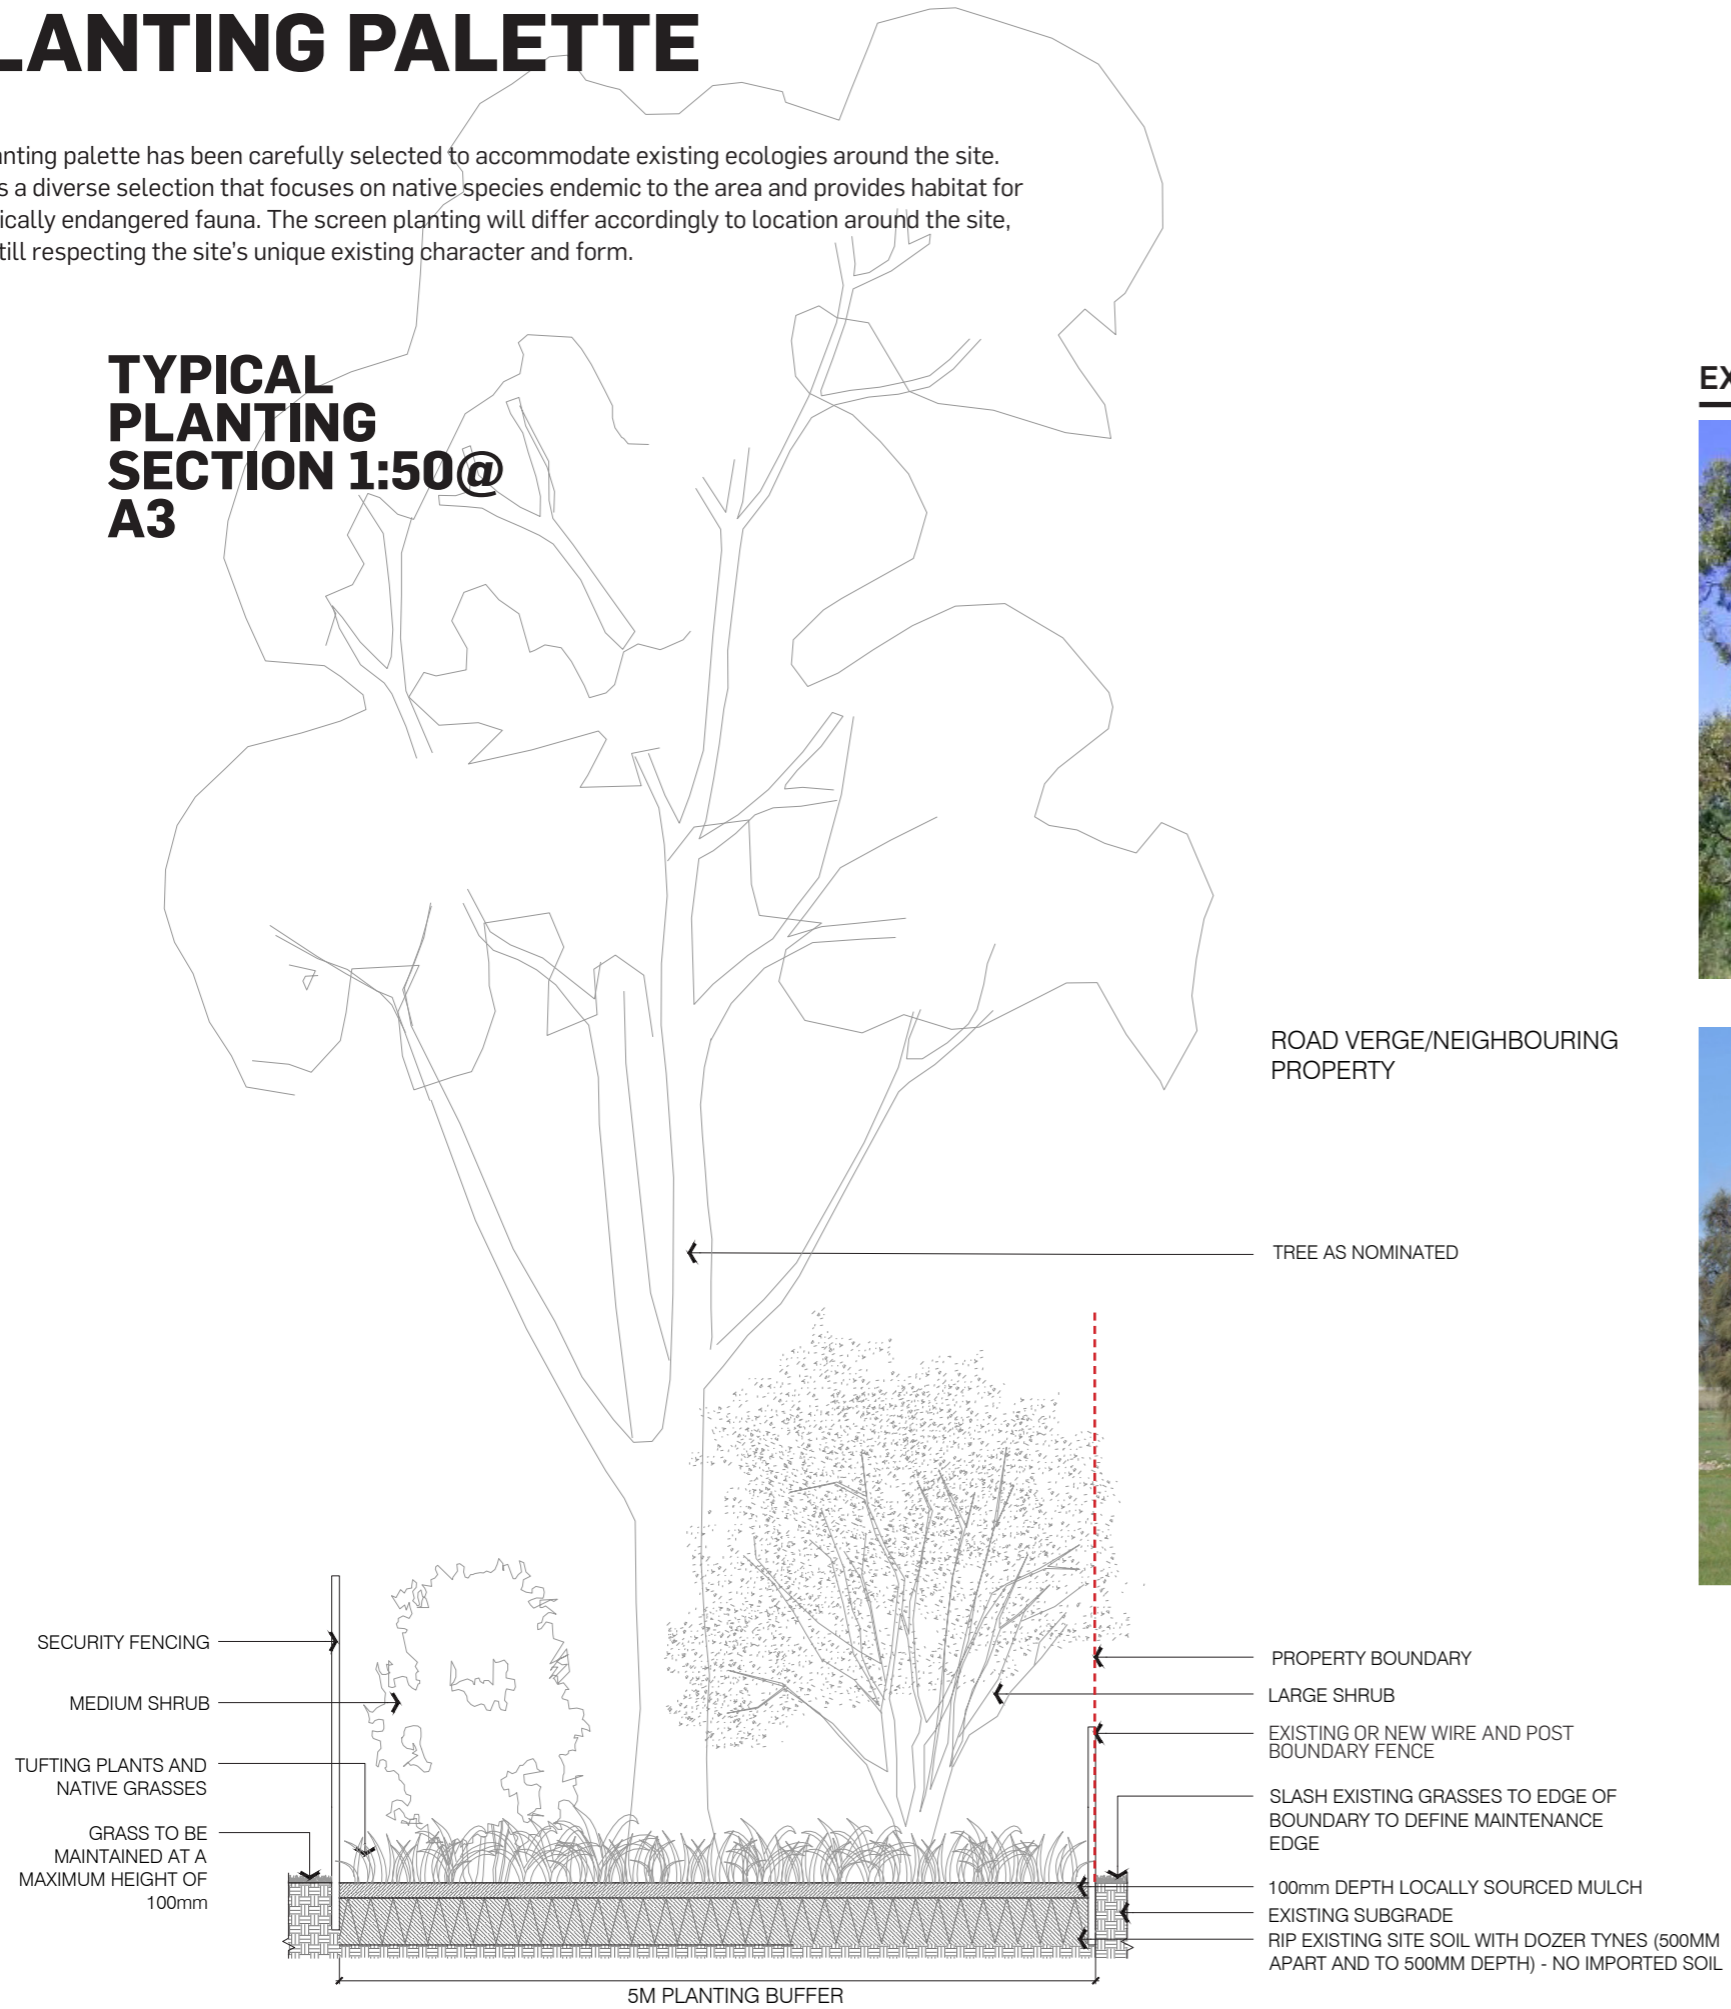 LANTING PALETTE
anting palette has been carefully selected to accommodate existing ecologies around the site.
s a diverse selection that focuses on native species endemic to the area and provides habitat for
ically endangered fauna. The screen planting will differ accordingly to location around the site,
till respecting the site's unique existing character and form.
TYPICAL
PLANTING
SECTION 1:50@
A3
EX
ROAD VERGE/NEIGHBOURING
PROPERTY
TREE AS NOMINATED
SECURITY FENCING
MEDIUM SHRUB
TUFTING PLANTS AND
NATIVE GRASSES
GRASS TO BE
MAINTAINED AT A
MAXIMUM HEIGHT OF
100mm
PROPERTY BOUNDARY
LARGE SHRUB
EXISTING OR NEW WIRE AND POST
BOUNDARY FENCE
SLASH EXISTING GRASSES TO EDGE OF
BOUNDARY TO DEFINE MAINTENANCE
EDGE
100mm DEPTH LOCALLY SOURCED MULCH
EXISTING SUBGRADE
RIP EXISTING SITE SOIL WITH DOZER TYNES (500MM
APART AND TO 500MM DEPTH) - NO IMPORTED SOIL
5M PLANTING BUFFER